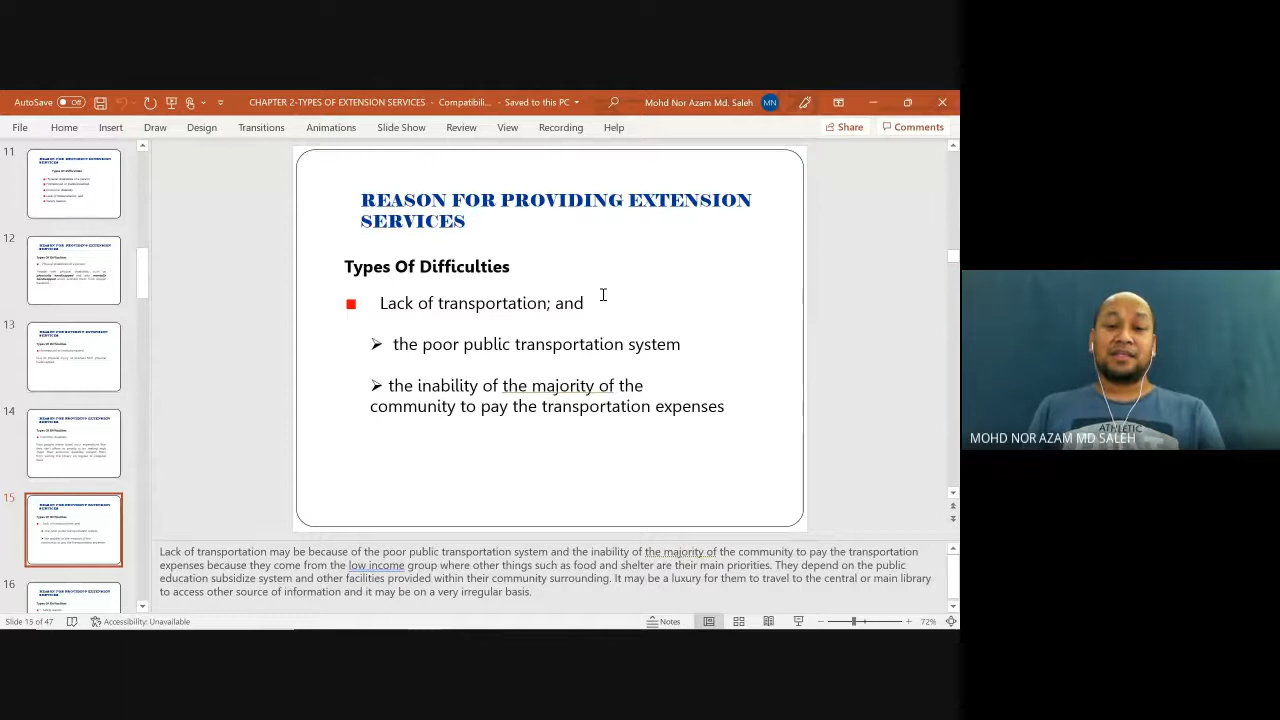 AutoSave Off CHAPTER 2-TYPES OF EXTENSION SERVICES - Compatibili... - Saved to this PC Mohd Nor Azam Md. Saleh MN
File Home Insert Draw Design Transitions Animations Slide Show Review View Recording Help Share Comments
11
12
13
14
15
16
REASON FOR PROVIDING EXTENSION
SERVICES
Types Of Difficulties
Lack of transportation; and
➢ the poor public transportation system
➢ the inability of the majority of the
community to pay the transportation expenses
Lack of transportation may be because of the poor public transportation system and the inability of the majority of the community to pay the transportation
expenses because they come from the low income group where other things such as food and shelter are their main priorities. They depend on the public
education subsidize system and other facilities provided within their community surrounding. It may be a luxury for them to travel to the central or main library
to access other source of information and it may be on a very irregular basis.
Slide 15 of 47 Accessibility: Unavailable Notes 72%
ATHLETIC
MOHD NOR AZAM MD SALEH